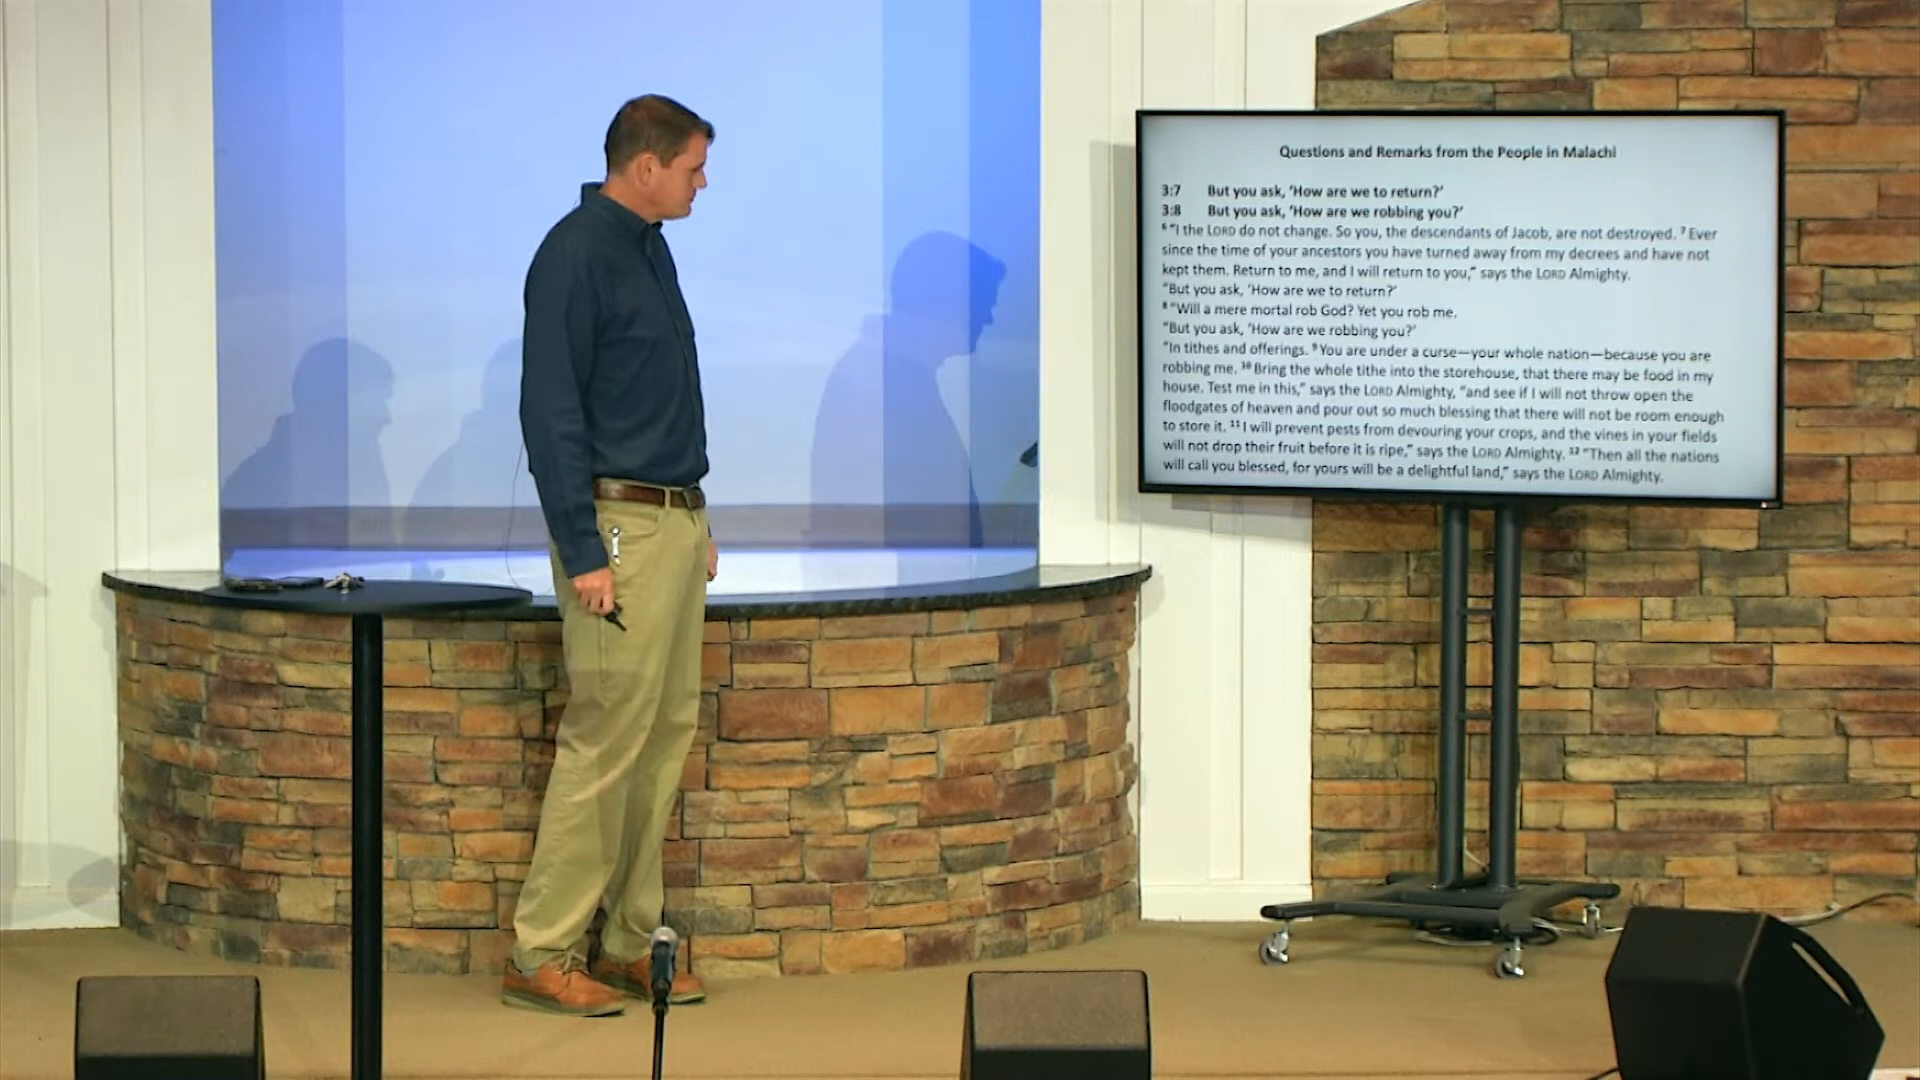 Questions and Remarks from the People in Malachi
3:7 But you ask, ‘How are we to return?’
3:8 But you ask, ‘How are we robbing you?’
⁶ “I the LORD do not change. So you, the descendants of Jacob, are not destroyed. ⁷ Ever
since the time of your ancestors you have turned away from my decrees and have not
kept them. Return to me, and I will return to you,” says the LORD Almighty.
“But you ask, ‘How are we to return?’
⁸ “Will a mere mortal rob God? Yet you rob me.
“But you ask, ‘How are we robbing you?’
“In tithes and offerings. ⁹ You are under a curse—your whole nation—because you are
robbing me. ¹⁰ Bring the whole tithe into the storehouse, that there may be food in my
house. Test me in this,” says the LORD Almighty, “and see if I will not throw open the
floodgates of heaven and pour out so much blessing that there will not be room enough
to store it. ¹¹ I will prevent pests from devouring your crops, and the vines in your fields
will not drop their fruit before it is ripe,” says the LORD Almighty. ¹² “Then all the nations
will call you blessed, for yours will be a delightful land,” says the LORD Almighty.